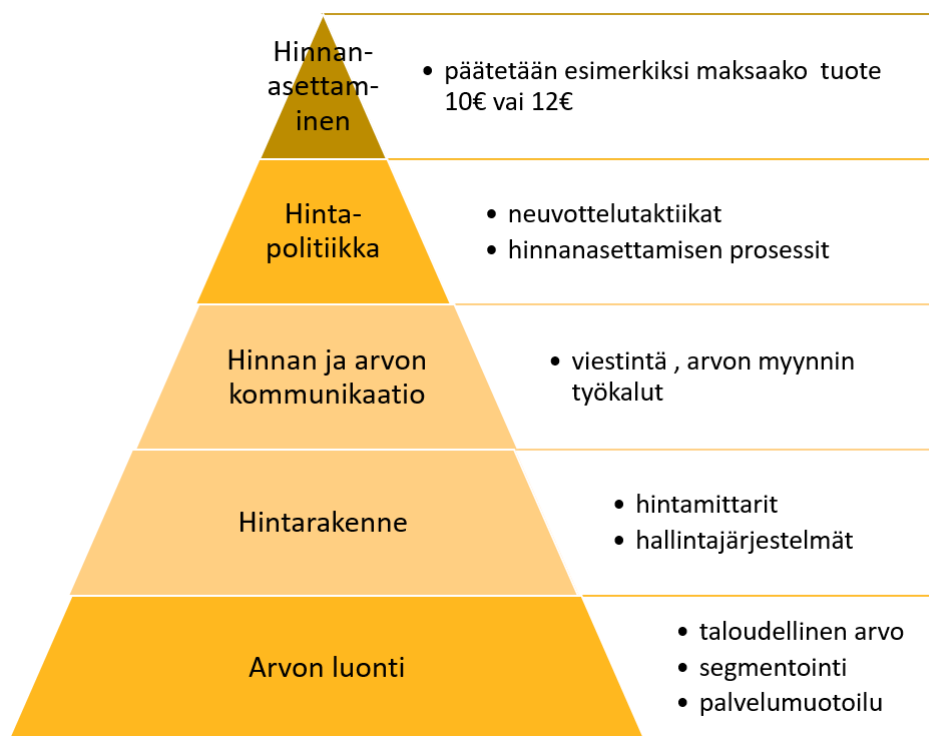 Hinnan-
asettam-
inen
• päätetään esimerkiksi maksaako tuote
10€ vai 12€
Hinta-
politiikka
• neuvottelutaktiikat
• hinnanasettamisen prosessit
Hinnan ja arvon
kommunikaatio
• viestintä , arvon myynnin
työkalut
Hintarakenne
• hintamittarit
• hallintajärjestelmät
Arvon luonti
• taloudellinen arvo
• segmentointi
• palvelumuotoilu